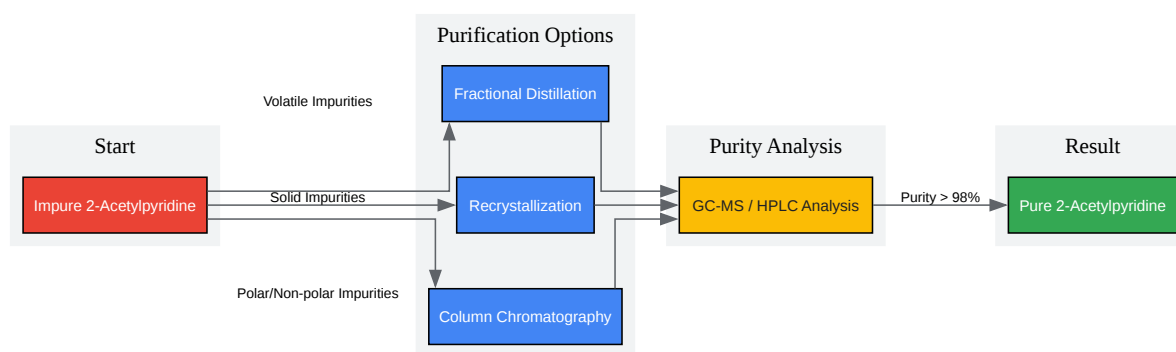 Start
Impure 2-Acetylpyridine
Volatile Impurities
Solid Impurities
Polar/Non-polar Impurities
Purification Options
Fractional Distillation
Recrystallization
Column Chromatography
Purity Analysis
GC-MS / HPLC Analysis
Purity > 98%
Result
Pure 2-Acetylpyridine